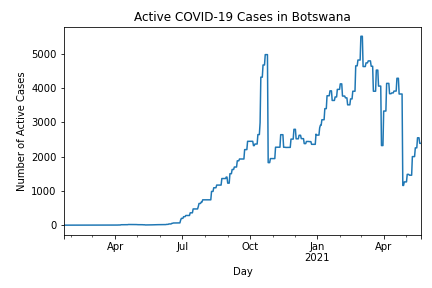 Active COVID-19 Cases in Botswana
Number of Active Cases
5000
4000
3000
2000
1000
0
Apr
Jul
Oct
Jan
2021
Apr
Day